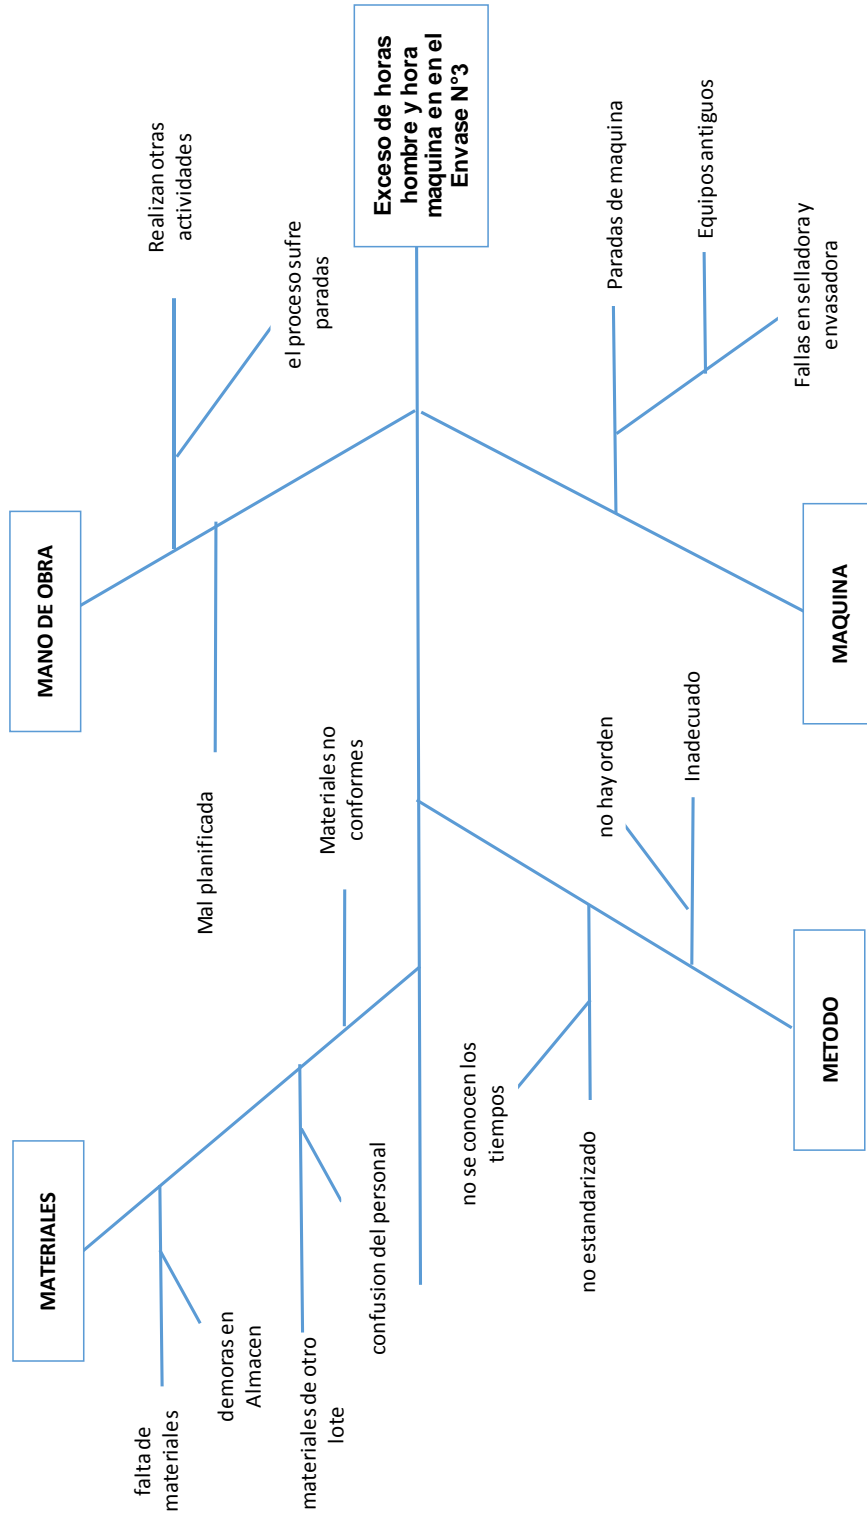 MATERIALES
MANO DE OBRA
falta de
materiales
demoras en
Almacen
materiales de otro
lote
confusion del personal
Materiales no
conformes
Mal planificada
Realizan otras
actividades
el proceso sufre
paradas
Exceso de horas
hombre y hora
maquina en en el
Envase N°3
no se conocen los
tiempos
no estandarizado
no hay orden
Inadecuado
Paradas de maquina
Equipos antiguos
Fallas en selladora y
envasadora
METODO
MAQUINA